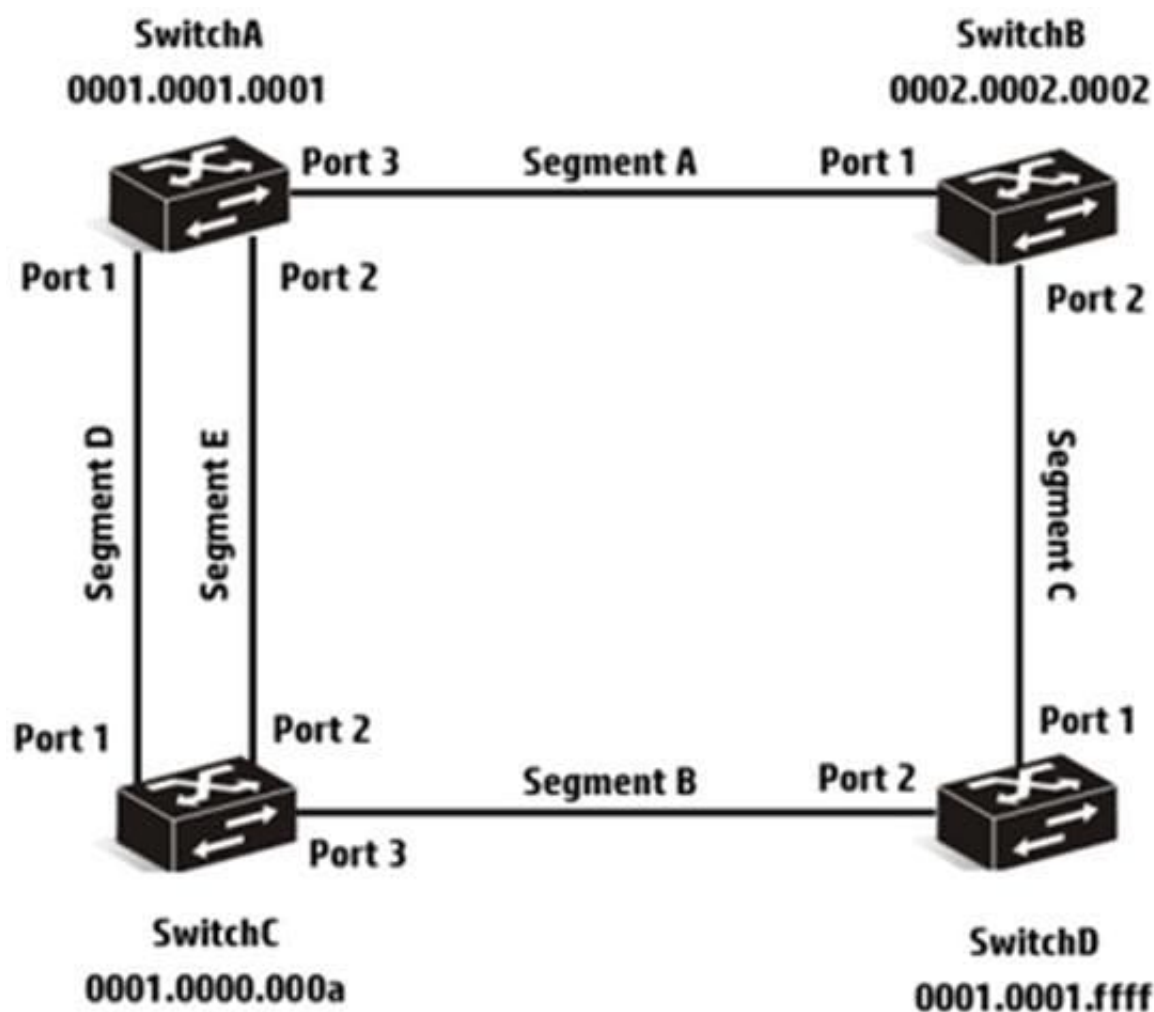 SwitchA
0001.0001.0001
SwitchB
0002.0002.0002
Port 3
Segment A
Port 1
Port 1
Port 2
Port 2
Segment D
Segment E
Segment C
Port 1
Port 2
Port 1
Segment B
Port 2
Port 3
SwitchC
0001.0000.000a
SwitchD
0001.0001.ffff